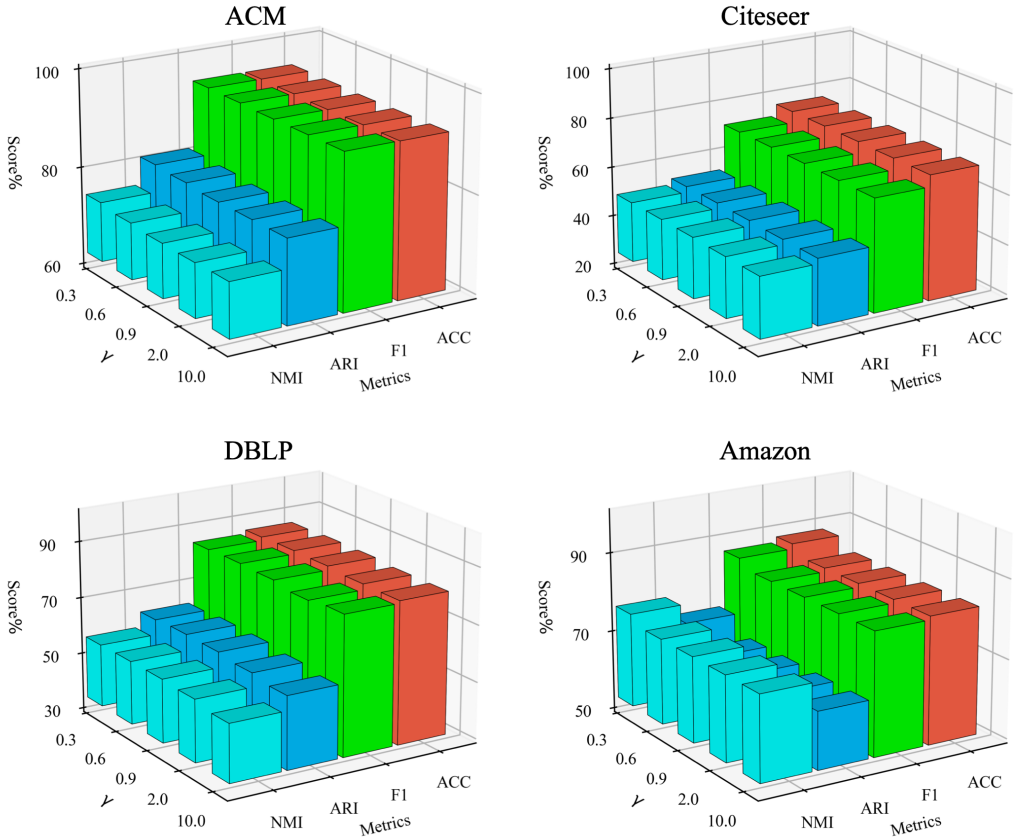 ACM
100
80
60
Score%
0.3
0.6
0.9
2.0
10.0
γ
NMI
ARI
F1
ACC
Metrics
Citeseer
100
80
60
40
20
Score%
0.3
0.6
0.9
2.0
10.0
γ
NMI
ARI
F1
ACC
Metrics
DBLP
90
70
50
30
Score%
0.3
0.6
0.9
2.0
10.0
γ
NMI
ARI
F1
ACC
Metrics
Amazon
90
70
50
Score%
0.3
0.6
0.9
2.0
10.0
γ
NMI
ARI
F1
ACC
Metrics